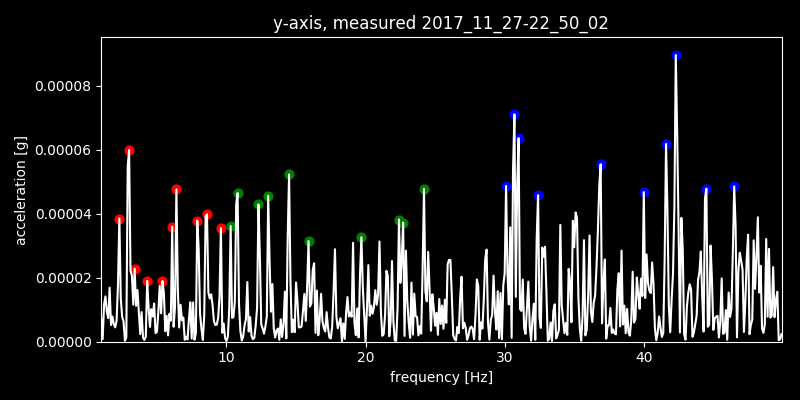 y-axis, measured 2017_11_27-22_50_02
0.00008
0.00006
0.00004
0.00002
0.00000
acceleration [g]
10 20 30 40
frequency [Hz]